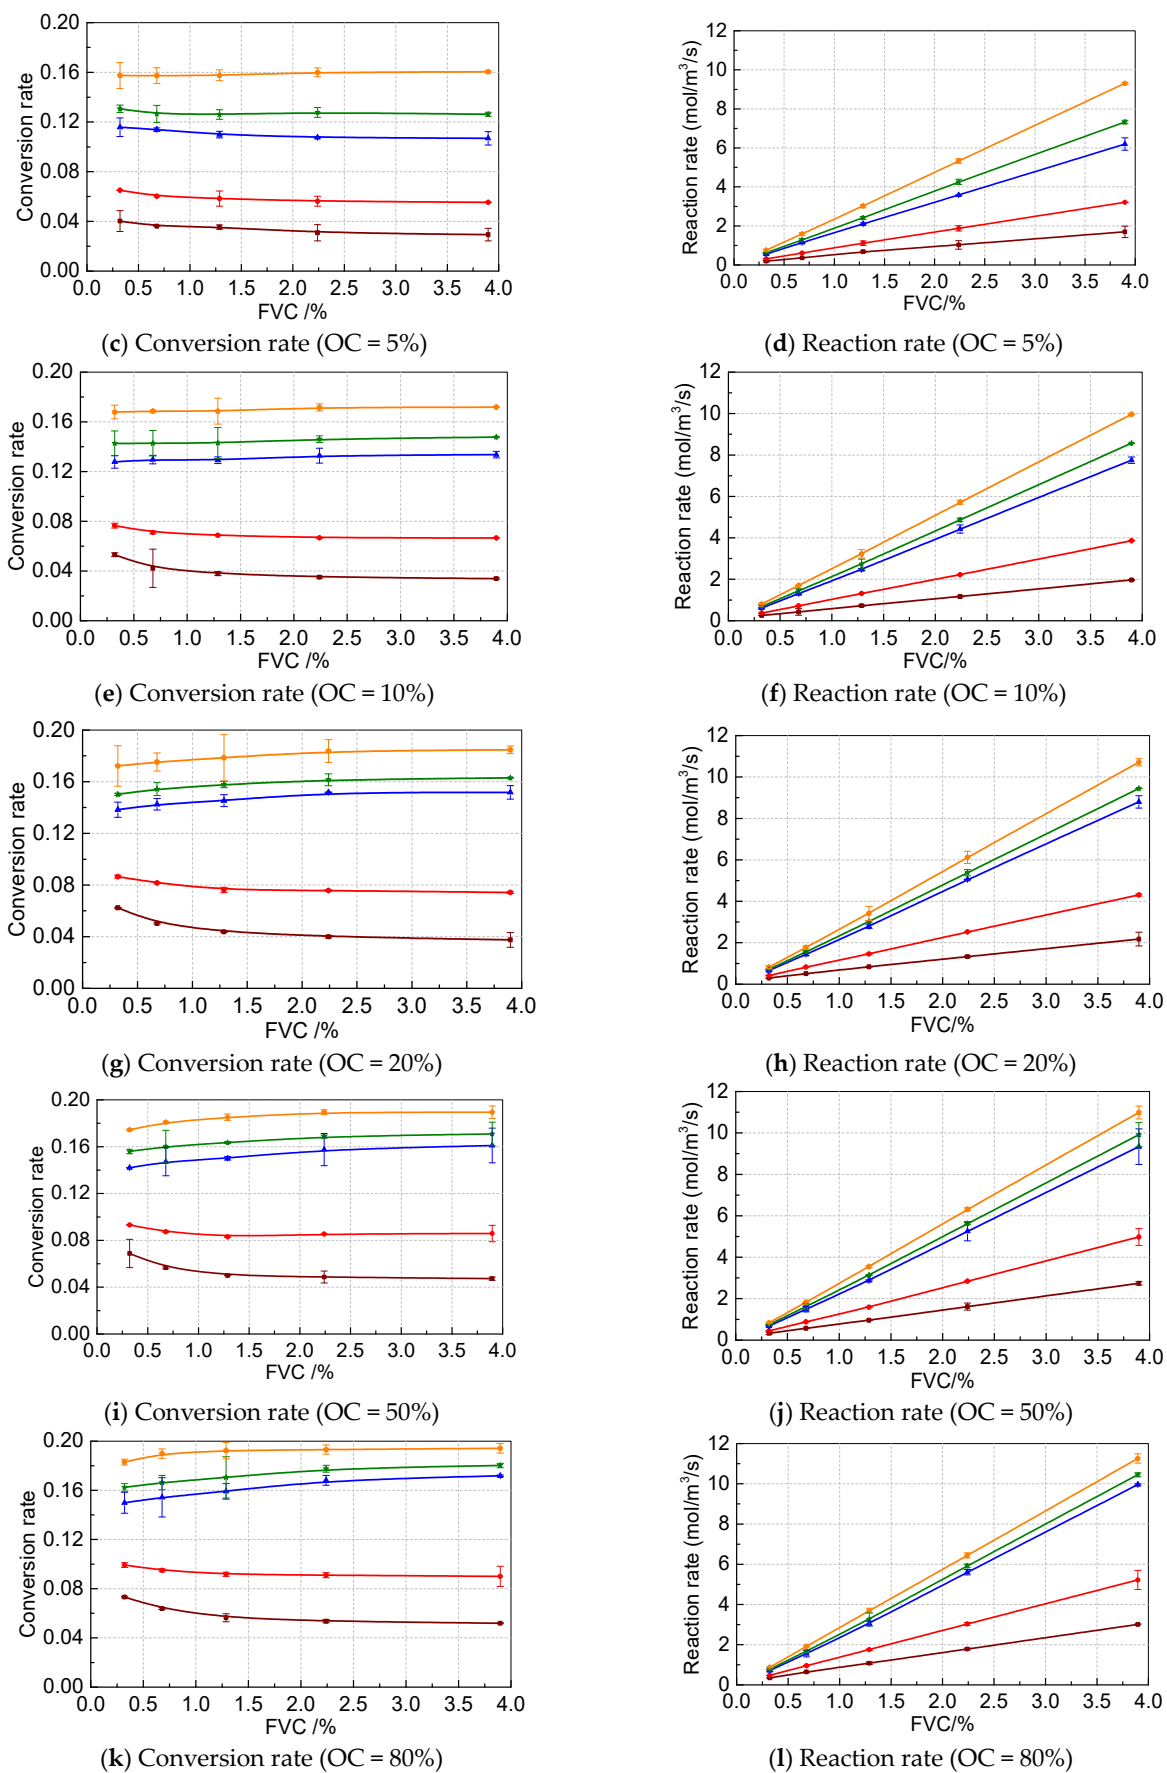 0.20
0.16
0.12
0.08
0.04
0.00
Conversion rate
0.0 0.5 1.0 1.5 2.0 2.5 3.0 3.5 4.0
FVC /%
12
10
8
6
4
2
0
Reaction rate (mol/m³/s)
0.0 0.5 1.0 1.5 2.0 2.5 3.0 3.5 4.0
FVC/%
(c) Conversion rate (OC = 5%)
(d) Reaction rate (OC = 5%)
0.20
0.16
0.12
0.08
0.04
0.00
Conversion rate
0.0 0.5 1.0 1.5 2.0 2.5 3.0 3.5 4.0
FVC /%
12
10
8
6
4
2
0
Reaction rate (mol/m³/s)
0.0 0.5 1.0 1.5 2.0 2.5 3.0 3.5 4.0
FVC/%
(e) Conversion rate (OC = 10%)
(f) Reaction rate (OC = 10%)
0.20
0.16
0.12
0.08
0.04
0.00
Conversion rate
0.0 0.5 1.0 1.5 2.0 2.5 3.0 3.5 4.0
FVC /%
12
10
8
6
4
2
0
Reaction rate (mol/m³/s)
0.0 0.5 1.0 1.5 2.0 2.5 3.0 3.5 4.0
FVC/%
(g) Conversion rate (OC = 20%)
(h) Reaction rate (OC = 20%)
0.20
0.16
0.12
0.08
0.04
0.00
Conversion rate
0.0 0.5 1.0 1.5 2.0 2.5 3.0 3.5 4.0
FVC /%
12
10
8
6
4
2
0
Reaction rate (mol/m³/s)
0.0 0.5 1.0 1.5 2.0 2.5 3.0 3.5 4.0
FVC/%
(i) Conversion rate (OC = 50%)
(j) Reaction rate (OC = 50%)
0.20
0.16
0.12
0.08
0.04
0.00
Conversion rate
0.0 0.5 1.0 1.5 2.0 2.5 3.0 3.5 4.0
FVC /%
12
10
8
6
4
2
0
Reaction rate (mol/m³/s)
0.0 0.5 1.0 1.5 2.0 2.5 3.0 3.5 4.0
FVC/%
(k) Conversion rate (OC = 80%)
(l) Reaction rate (OC = 80%)